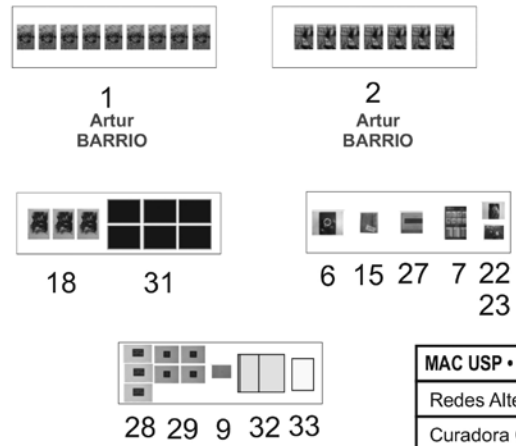 1
Artur
BARRIO
2
Artur
BARRIO
18 31
6 15 27 7 22
23
28 29 9 32 33
MAC USP •
Redes Alte
Curadora